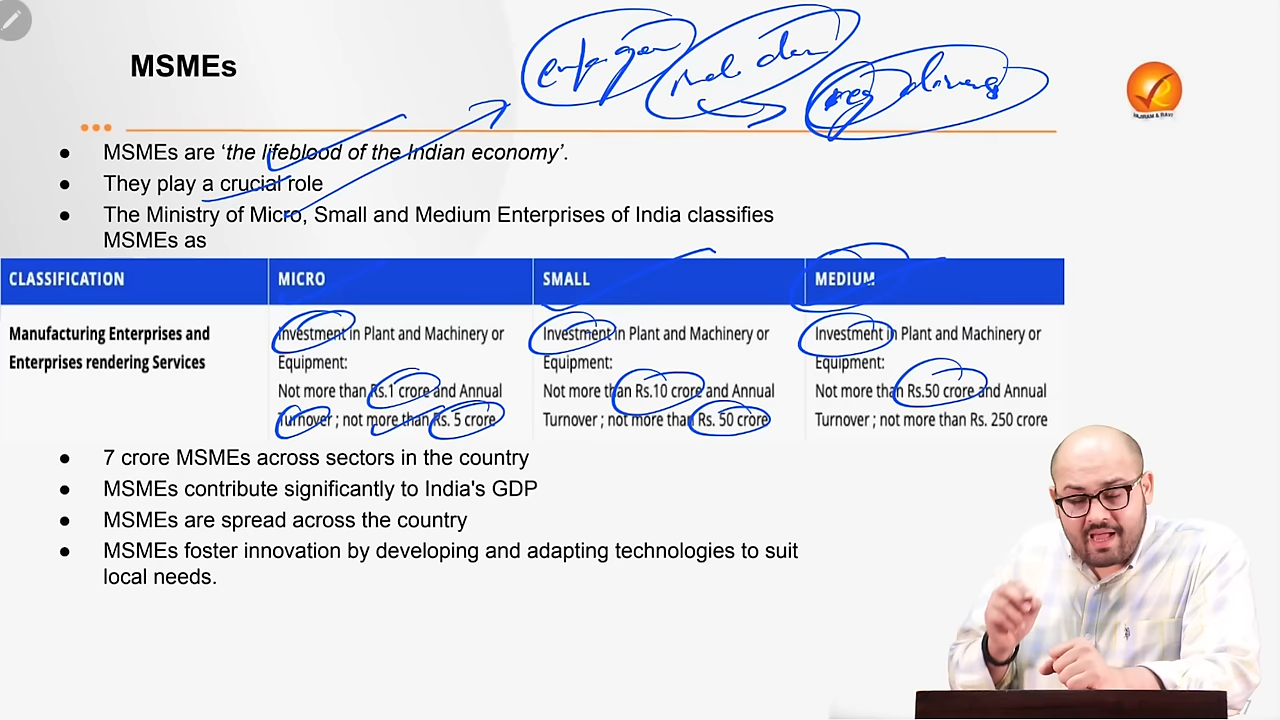 MSMEs
VAJIRAM & RAVI
● MSMEs are ‘the lifeblood of the Indian economy’.
● They play a crucial role
● The Ministry of Micro, Small and Medium Enterprises of India classifies
MSMEs as
CLASSIFICATION MICRO SMALL MEDIUM
Manufacturing Enterprises and Investment in Plant and Machinery or Investment in Plant and Machinery or Investment in Plant and Machinery or
Enterprises rendering Services Equipment: Equipment: Equipment:
Not more than Rs.1 crore and Annual Not more than Rs.10 crore and Annual Not more than Rs.50 crore and Annual
Turnover ; not more than Rs. 5 crore Turnover ; not more than Rs. 50 crore Turnover ; not more than Rs. 250 crore
● 7 crore MSMEs across sectors in the country
● MSMEs contribute significantly to India's GDP
● MSMEs are spread across the country
● MSMEs foster innovation by developing and adapting technologies to suit
local needs.